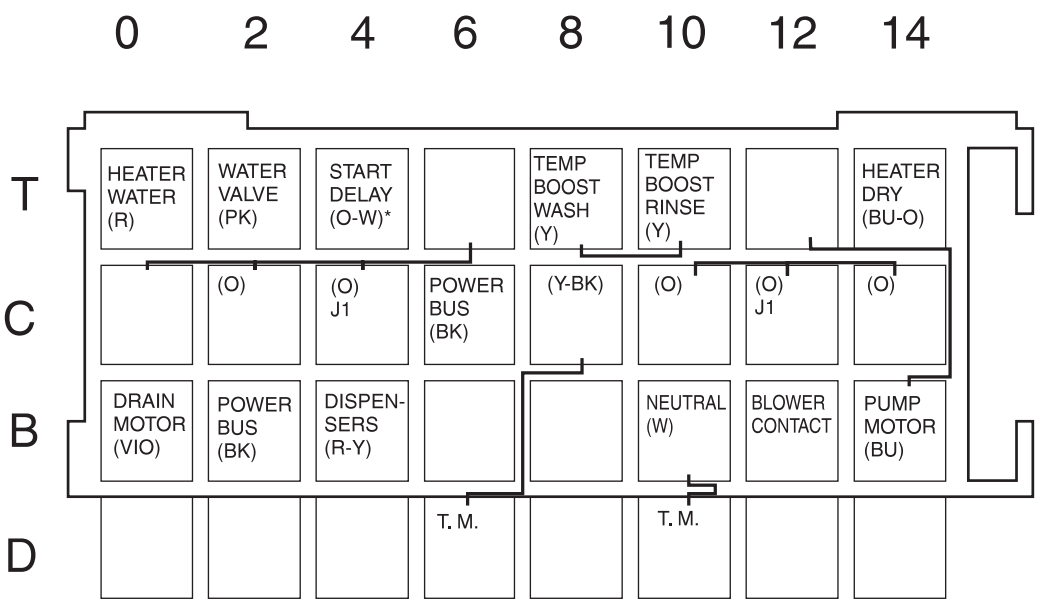 0 2 4 6 8 10 12 14
T
HEATER
WATER
(R)
WATER
VALVE
(PK)
START
DELAY
(O-W)*
TEMP
BOOST
WASH
(Y)
TEMP
BOOST
RINSE
(Y)
HEATER
DRY
(BU-O)
C
(O)
(O)
J1
POWER
BUS
(BK)
(Y-BK)
(O)
(O)
J1
(O)
B
DRAIN
MOTOR
(VIO)
POWER
BUS
(BK)
DISPEN-
SERS
(R-Y)
NEUTRAL
(W)
BLOWER
CONTACT
PUMP
MOTOR
(BU)
D
T. M.
T. M.